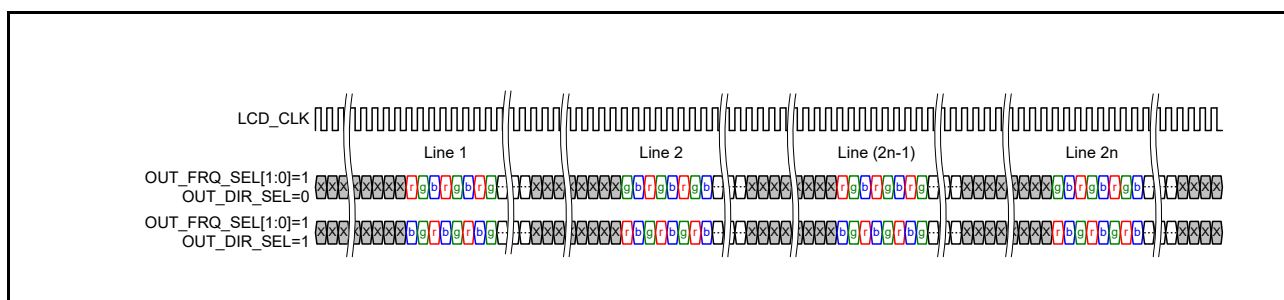 LCD_CLK
Line 1 Line 2 Line (2n-1) Line 2n
OUT_FRQ_SEL[1:0]=1
OUT_DIR_SEL=0
X X X X X X X X r g b r g b r g X X X X X X X X X g b r g b r g b X X X X X X X X r g b r g b r g X X X X X X X X g b r g b r g b X X X X
OUT_FRQ_SEL[1:0]=1
OUT_DIR_SEL=1
X X X X X X X X b g r b g r b g X X X X X X X X X r b g r b g r b X X X X X X X X b g r b g r b g X X X X X X X X r b g r b g r b X X X X